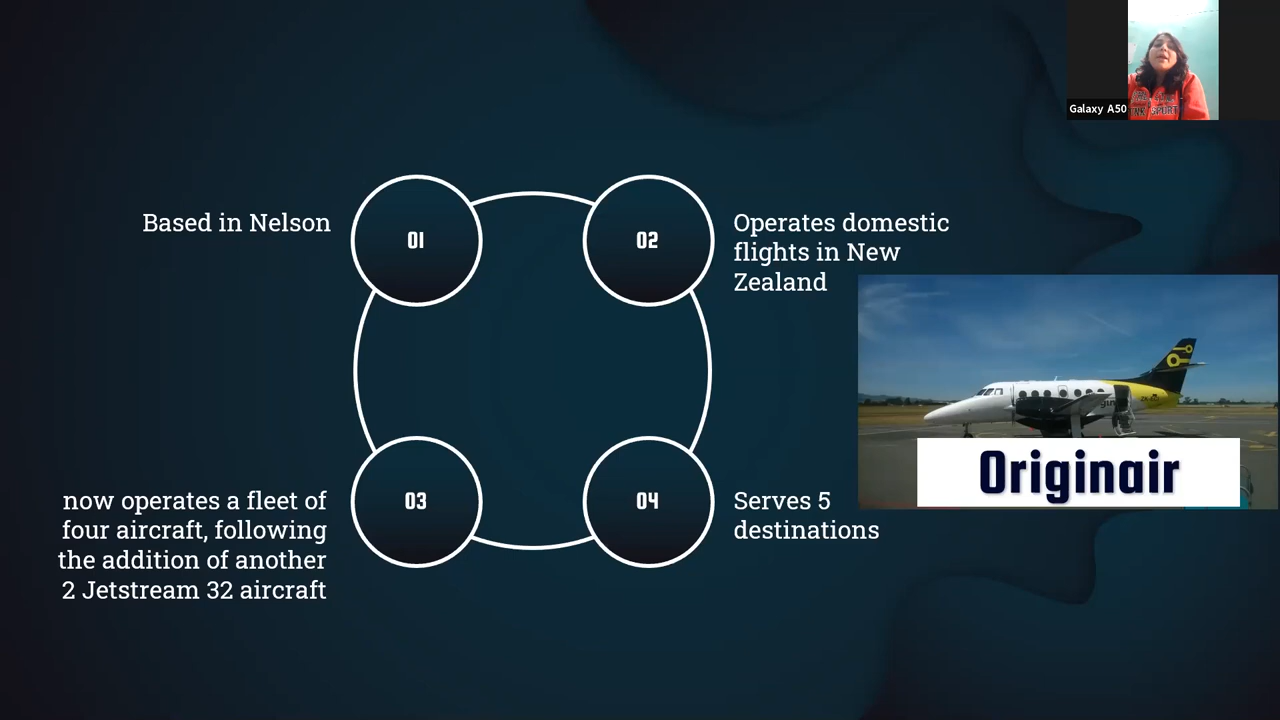 Galaxy A50
01
Based in Nelson
02
Operates domestic
flights in New
Zealand
Originair
03
now operates a fleet of
four aircraft, following
the addition of another
2 Jetstream 32 aircraft
04
Serves 5
destinations